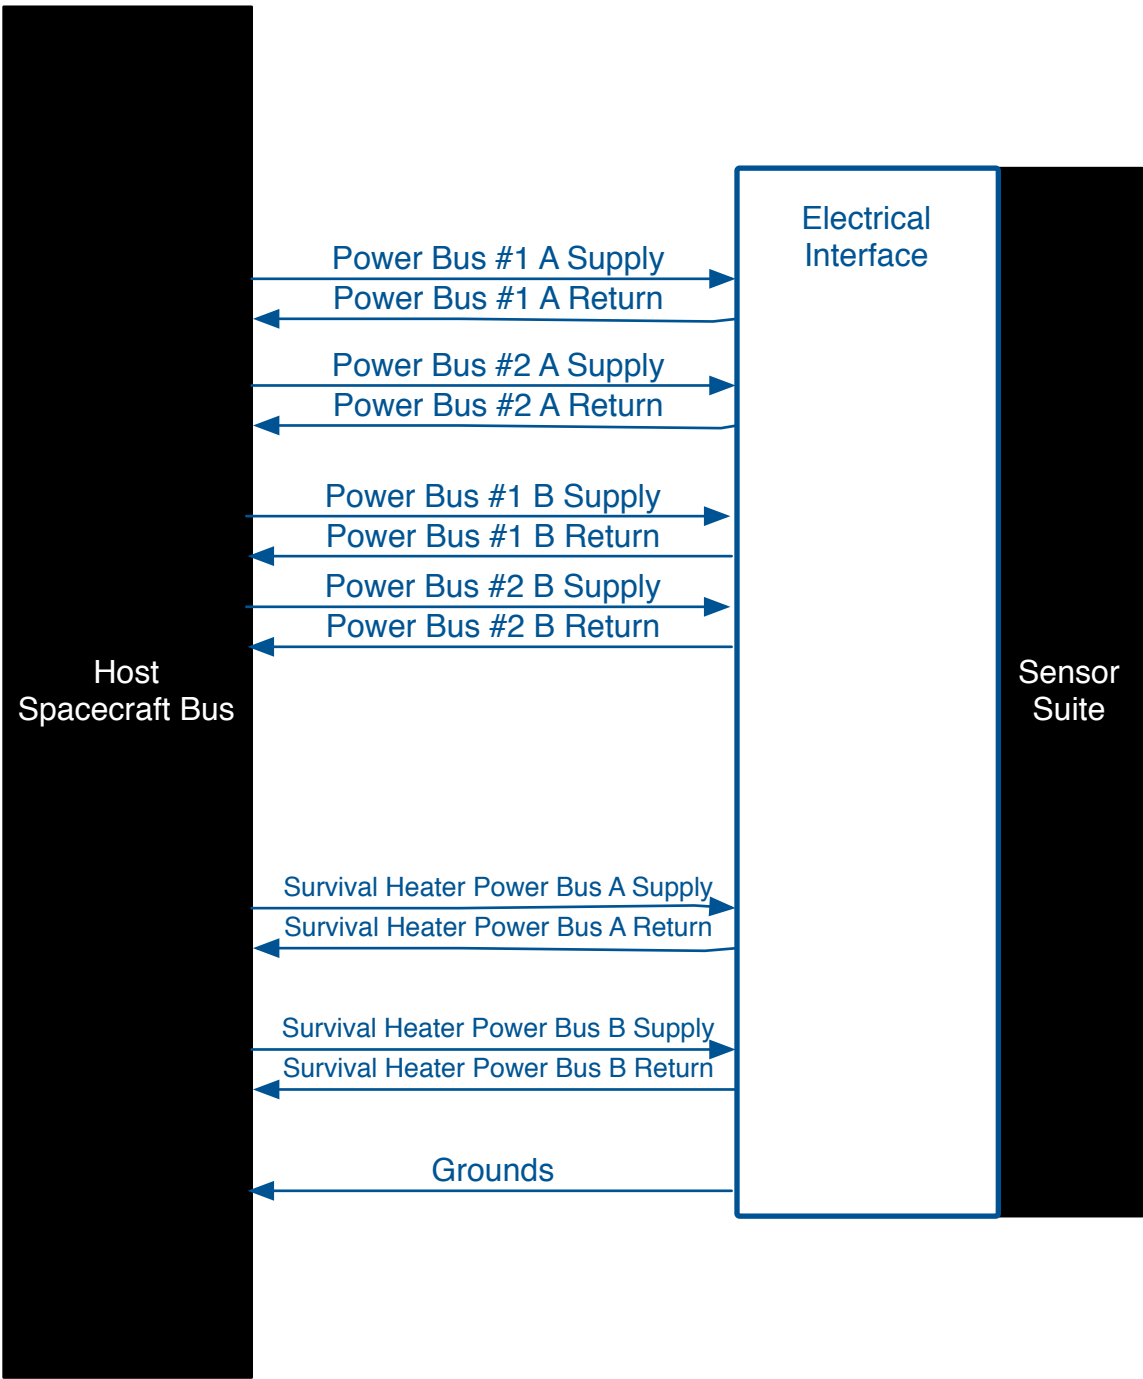 Electrical
Interface
Power Bus #1 A Supply
Power Bus #1 A Return
Power Bus #2 A Supply
Power Bus #2 A Return
Power Bus #1 B Supply
Power Bus #1 B Return
Power Bus #2 B Supply
Power Bus #2 B Return
Host
Spacecraft Bus
Sensor
Suite
Survival Heater Power Bus A Supply
Survival Heater Power Bus A Return
Survival Heater Power Bus B Supply
Survival Heater Power Bus B Return
Grounds